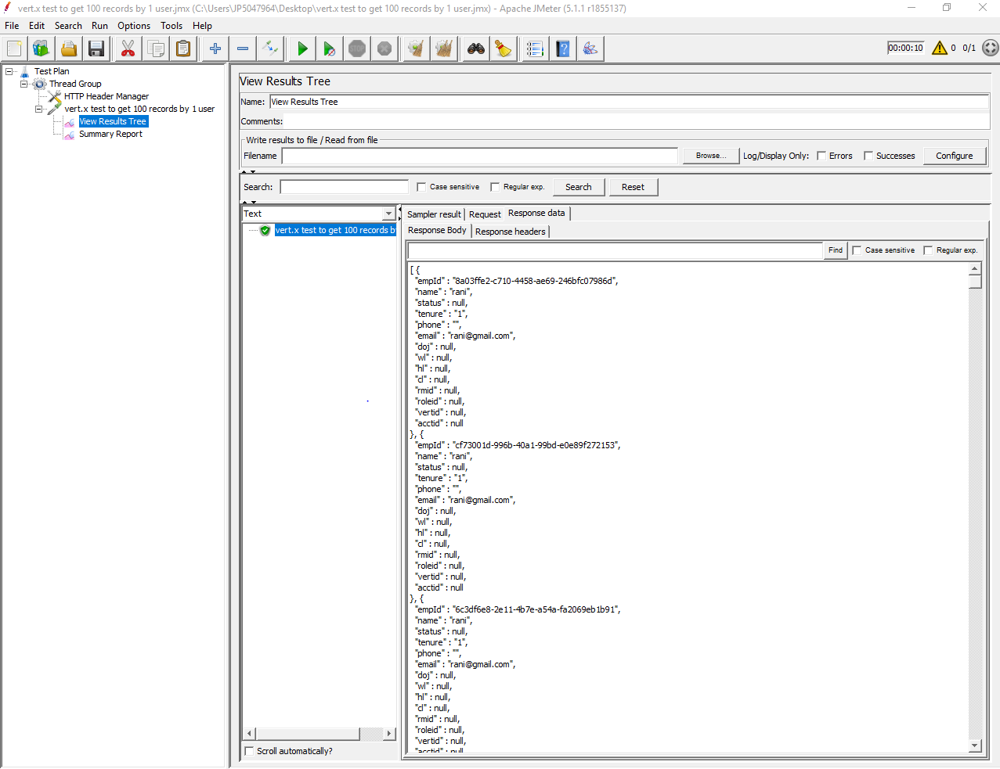 vert.x test to get 100 records by 1 user.jmx (C:\Users\JP5047964\Desktop\vert.x test to get 100 records by 1 user.jmx) - Apache JMeter (5.1.1 r1855137)
File Edit Search Run Options Tools Help
00:00:10 0 0/1
Test Plan
Thread Group
HTTP Header Manager
vert.x test to get 100 records by 1 user
View Results Tree
Summary Report
View Results Tree
Name: View Results Tree
Comments:
Write results to file / Read from file
Filename Browse... Log/Display Only: Errors Successes Configure
Search: Case sensitive Regular exp. Search Reset
Text
vert.x test to get 100 records b
Scroll automatically?
Sampler result Request Response data
Response Body Response headers
Find Case sensitive Regular exp.
[ {
"empId" : "8a03ffe2-c710-4458-ae69-246bfc07986d",
"name" : "rani",
"status" : null,
"tenure" : "1",
"phone" : "",
"email" : "rani@gmail.com",
"doj" : null,
"wl" : null,
"hl" : null,
"cl" : null,
"rmid" : null,
"roleid" : null,
"vertid" : null,
"acctid" : null
}, {
"empId" : "cf73001d-996b-40a1-99bd-e0e89f272153",
"name" : "rani",
"status" : null,
"tenure" : "1",
"phone" : "",
"email" : "rani@gmail.com",
"doj" : null,
"wl" : null,
"hl" : null,
"cl" : null,
"rmid" : null,
"roleid" : null,
"vertid" : null,
"acctid" : null
}, {
"empId" : "6c3df6e8-2e11-4b7e-a54a-fa2069eb1b91",
"name" : "rani",
"status" : null,
"tenure" : "1",
"phone" : "",
"email" : "rani@gmail.com",
"doj" : null,
"wl" : null,
"hl" : null,
"cl" : null,
"rmid" : null,
"roleid" : null,
"vertid" : null,
"acctid" : null